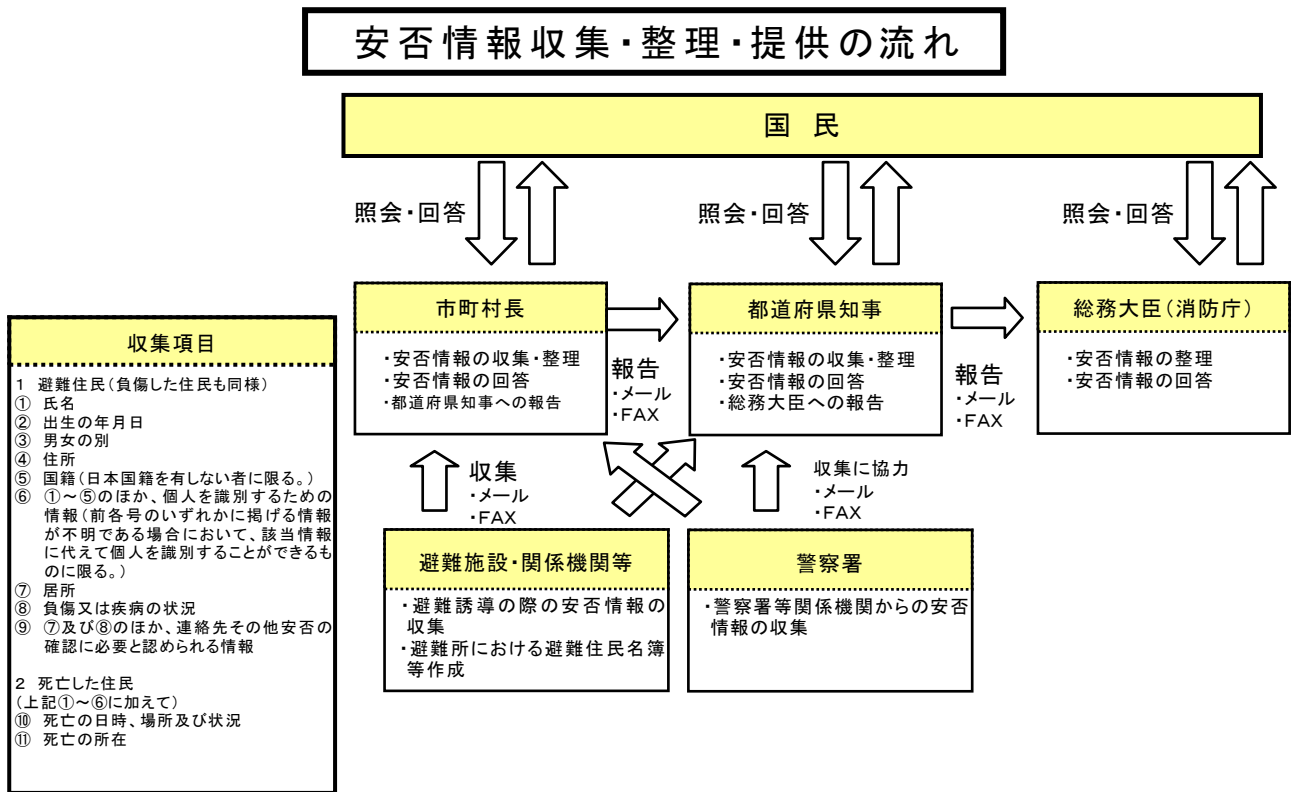 安否情報収集・整理・提供の流れ
国 民
照会・回答
照会・回答
照会・回答
市町村長
・安否情報の収集・整理
・安否情報の回答
・都道府県知事への報告
報告
・メール
・FAX
都道府県知事
・安否情報の収集・整理
・安否情報の回答
・総務大臣への報告
報告
・メール
・FAX
総務大臣(消防庁)
・安否情報の整理
・安否情報の回答
収集項目
1 避難住民(負傷した住民も同様)
① 氏名
② 出生の年月日
③ 男女の別
④ 住所
⑤ 国籍(日本国籍を有しない者に限る。)
⑥ ①~⑤のほか、個人を識別するための
情報(前各号のいずれかに掲げる情報
が不明である場合において、該当情報
に代えて個人を識別することができるも
のに限る。)
⑦ 居所
⑧ 負傷又は疾病の状況
⑨ ⑦及び⑧のほか、連絡先その他安否の
確認に必要と認められる情報
2 死亡した住民
(上記①~⑥に加えて)
⑩ 死亡の日時、場所及び状況
⑪ 死亡の所在
収集
・メール
・FAX
収集に協力
・メール
・FAX
避難施設・関係機関等
・避難誘導の際の安否情報の
収集
・避難所における避難住民名簿
等作成
警察署
・警察署等関係機関からの安否
情報の収集